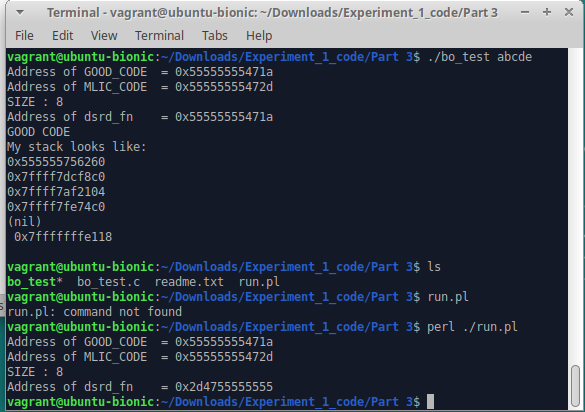 Terminal - vagrant@ubuntu-bionic: ~/Downloads/Experiment_1_code/Part 3
File Edit View Terminal Tabs Help
vagrant@ubuntu-bionic:~/Downloads/Experiment_1_code/Part 3$ ./bo_test abcde
Address of GOOD_CODE  = 0x55555555471a
Address of MLIC_CODE  = 0x55555555472d
SIZE : 8
Address of dsrd_fn    = 0x55555555471a
GOOD CODE
My stack looks like:
0x555555756260
0x7ffff7dcf8c0
0x7ffff7af2104
0x7ffff7fe74c0
(nil)
 0x7fffffffe118
vagrant@ubuntu-bionic:~/Downloads/Experiment_1_code/Part 3$ ls
bo_test*  bo_test.c  readme.txt  run.pl
vagrant@ubuntu-bionic:~/Downloads/Experiment_1_code/Part 3$ run.pl
run.pl: command not found
vagrant@ubuntu-bionic:~/Downloads/Experiment_1_code/Part 3$ perl ./run.pl
Address of GOOD_CODE  = 0x55555555471a
Address of MLIC_CODE  = 0x55555555472d
SIZE : 8
Address of dsrd_fn    = 0x2d4755555555
vagrant@ubuntu-bionic:~/Downloads/Experiment_1_code/Part 3$